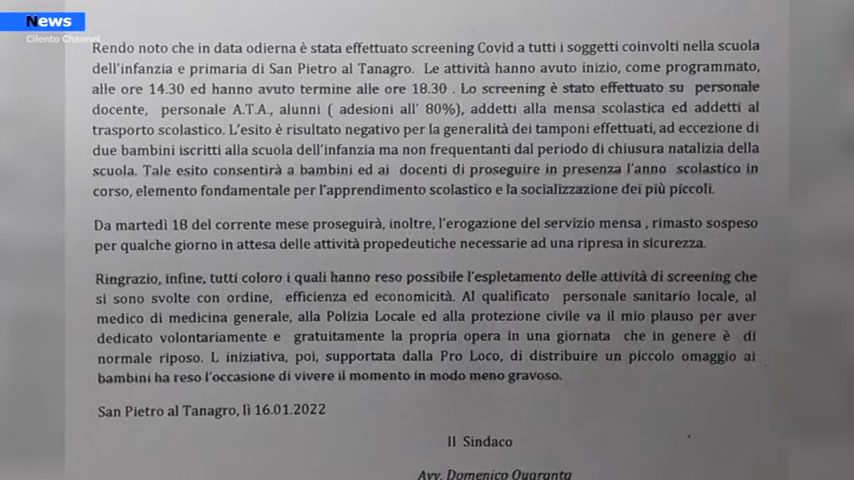 News
Cilento Channel
Rendo noto che in data odierna è stata effettuato screening Covid a tutti i soggetti coinvolti nella scuola
dell'infanzia e primaria di San Pietro al Tanagro. Le attività hanno avuto inizio, come programmato,
alle ore 14.30 ed hanno avuto termine alle ore 18.30 . Lo screening è stato effettuato su personale
docente, personale A.T.A., alunni ( adesioni all' 80%), addetti alla mensa scolastica ed addetti al
trasporto scolastico. L'esito è risultato negativo per la generalità dei tamponi effettuati, ad eccezione di
due bambini iscritti alla scuola dell'infanzia ma non frequentanti dal periodo di chiusura natalizia della
scuola. Tale esito consentirà a bambini ed ai docenti di proseguire in presenza l'anno scolastico in
corso, elemento fondamentale per l'apprendimento scolastico e la socializzazione dei più piccoli.
Da martedì 18 del corrente mese proseguirà, inoltre, l'erogazione del servizio mensa , rimasto sospeso
per qualche giorno in attesa delle attività propedeutiche necessarie ad una ripresa in sicurezza.
Ringrazio, infine, tutti coloro i quali hanno reso possibile l'espletamento delle attività di screening che
si sono svolte con ordine, efficienza ed economicità. Al qualificato personale sanitario locale, al
medico di medicina generale, alla Polizia Locale ed alla protezione civile va il mio plauso per aver
dedicato volontariamente e gratuitamente la propria opera in una giornata che in genere è di
normale riposo. L iniziativa, poi, supportata dalla Pro Loco, di distribuire un piccolo omaggio ai
bambini ha reso l'occasione di vivere il momento in modo meno gravoso.
San Pietro al Tanagro, lì 16.01.2022
Il Sindaco
Avv. Domenico Quaranta